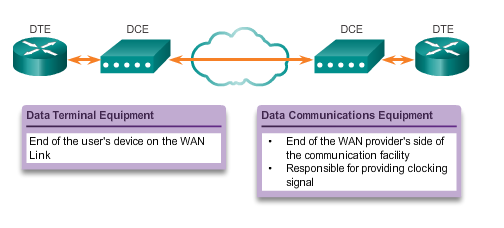 DTE
DCE
DCE
DTE
Data Terminal Equipment
End of the user's device on the WAN
Link
Data Communications Equipment
• End of the WAN provider's side of
the communication facility
• Responsible for providing clocking
signal